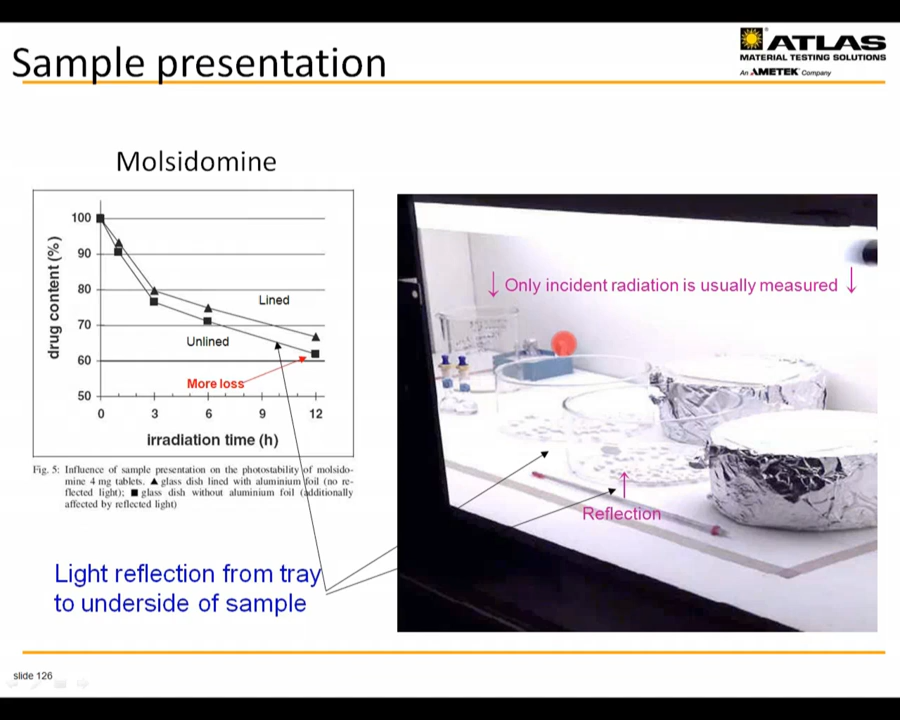 Sample presentation
ATLAS
MATERIAL TESTING SOLUTIONS
An AMETEK Company
Molsidomine
drug content (%)
100
90
80
70
60
50
Lined
Unlined
More loss
0 3 6 9 12
irradiation time (h)
Fig. 5: Influence of sample presentation on the photostability of molsido-
mine 4 mg tablets. ▲ glass dish lined with aluminium foil (no re-
flected light); ■ glass dish without aluminium foil (additionally
affected by reflected light)
↓ Only incident radiation is usually measured ↓
↑
Reflection
Light reflection from tray
to underside of sample
slide 126